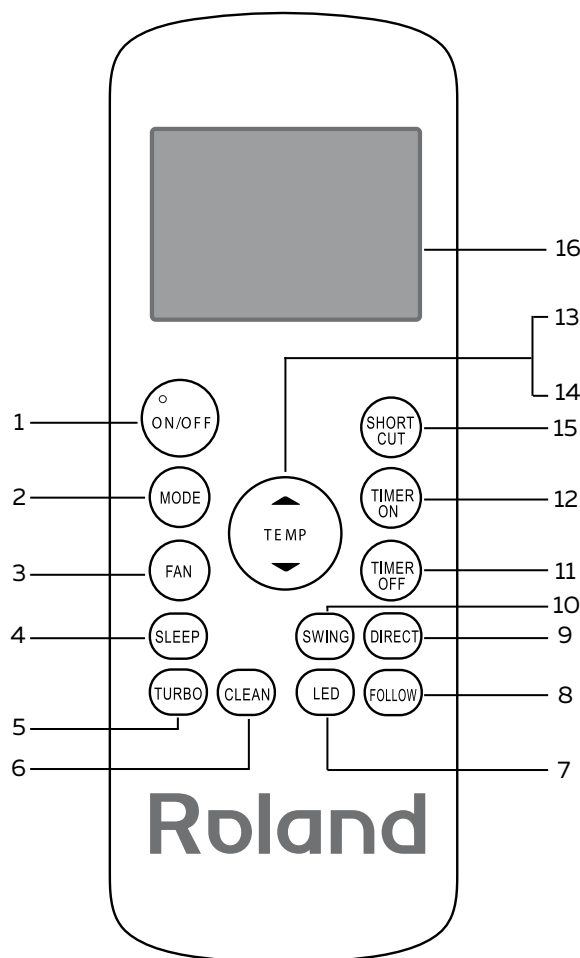 16
13
14
1
ON/OFF
SHORT
CUT
15
2
MODE
TEMP
TIMER
ON
12
3
FAN
TIMER
OFF
11
10
4
SLEEP
SWING
DIRECT
9
TURBO
CLEAN
LED
FOLLOW
8
5
6
7
Roland